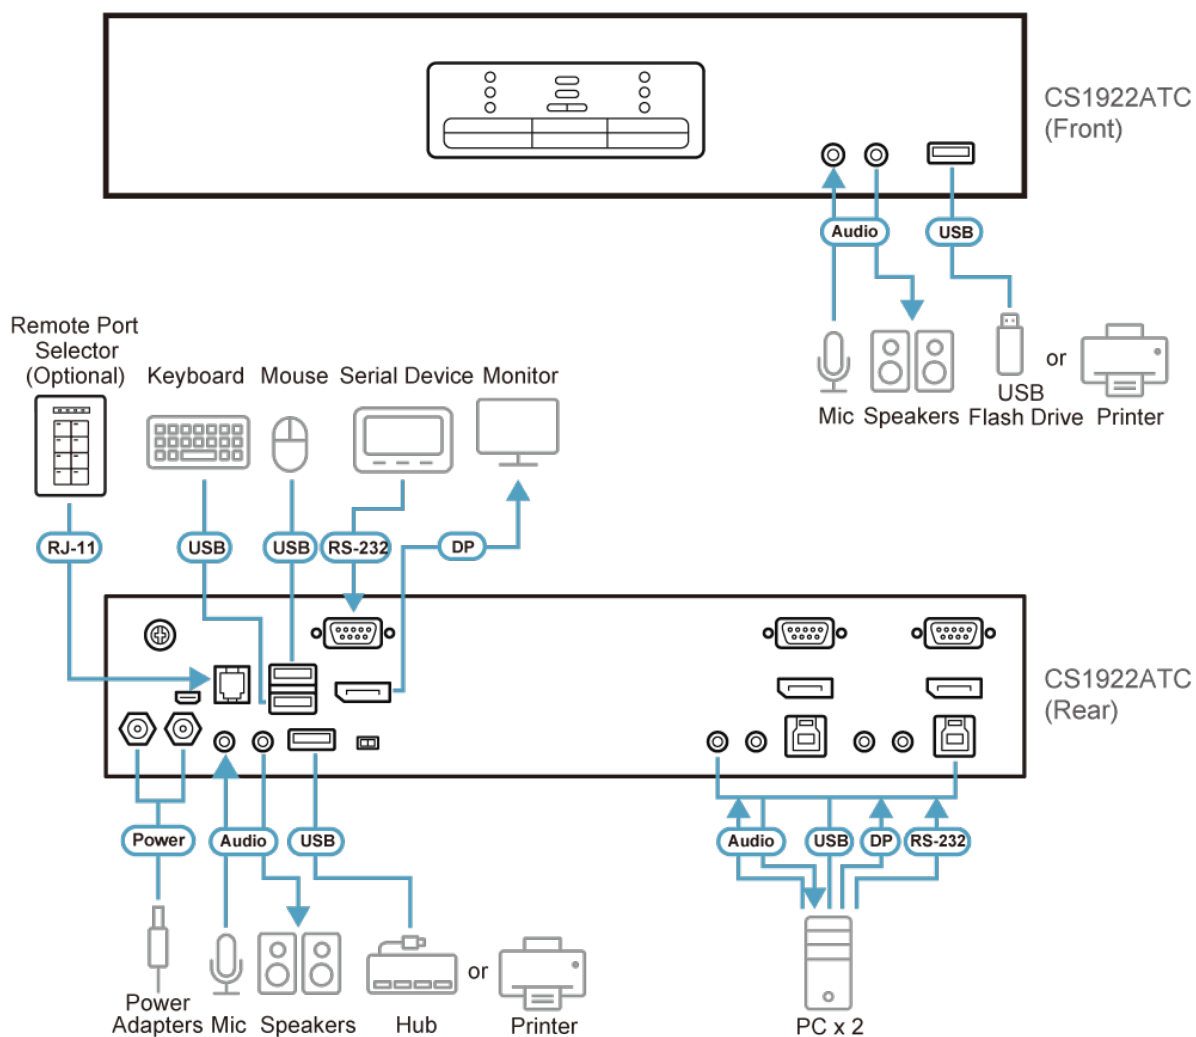 CS1922ATC
(Front)
Audio
USB
Mic
Speakers
USB
Flash Drive
or
Printer
Remote Port
Selector
(Optional)
Keyboard
Mouse
Serial Device
Monitor
RJ-11
USB
USB
RS-232
DP
CS1922ATC
(Rear)
Power
Audio
USB
Audio
USB
DP
RS-232
Power
Adapters
Mic
Speakers
Hub
or
Printer
PC x 2